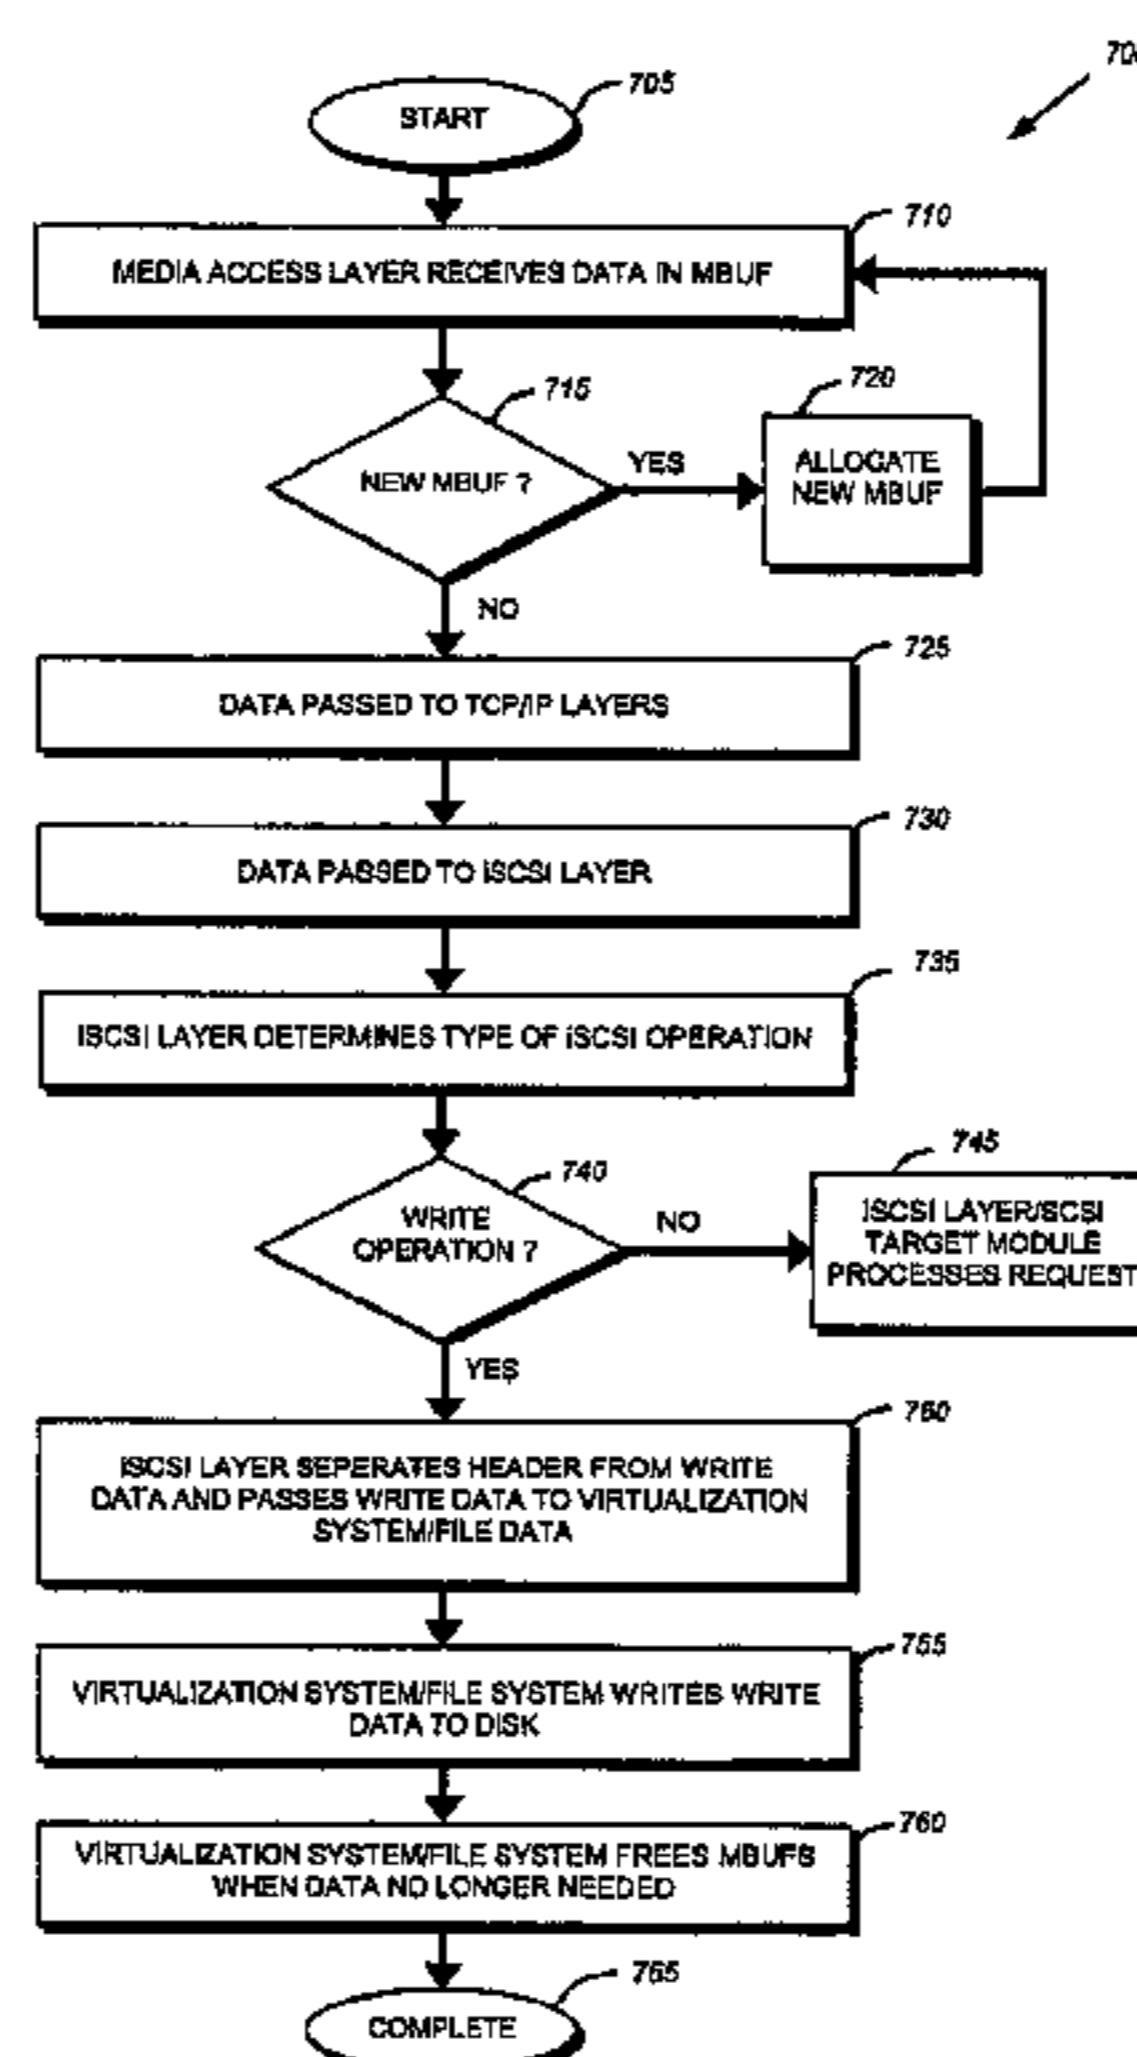 700
705
START
710
MEDIA ACCESS LAYER RECEIVES DATA IN MBUF
715
NEW MBUF ?
YES
720
ALLOCATE
NEW MBUF
NO
725
DATA PASSED TO TCP/IP LAYERS
730
DATA PASSED TO iSCSI LAYER
735
iSCSI LAYER DETERMINES TYPE OF iSCSI OPERATION
740
WRITE
OPERATION ?
NO
745
iSCSI LAYER/SCSI
TARGET MODULE
PROCESSES REQUEST
YES
760
iSCSI LAYER SEPERATES HEADER FROM WRITE
DATA AND PASSES WRITE DATA TO VIRTUALIZATION
SYSTEM/FILE DATA
755
VIRTUALIZATION SYSTEM/FILE SYSTEM WRITES WRITE
DATA TO DISK
760
VIRTUALIZATION SYSTEM/FILE SYSTEM FREES MBUFS
WHEN DATA NO LONGER NEEDED
765
COMPLETE